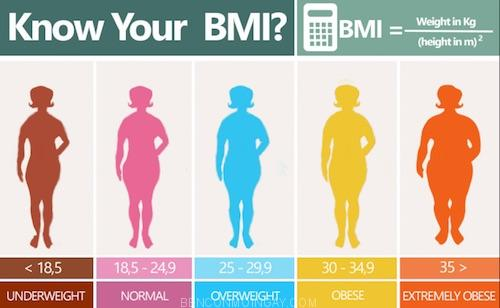 Know Your BMI?
BMI = Weight in Kg
(height in m) 2
< 18,5
18,5 - 24,9
25 - 29,9
30 - 34,9
35 >
UNDERWEIGHT
NORMAL
OVERWEIGHT
OBESE
EXTREMELY OBESE
BENCONMOINGAY.COM